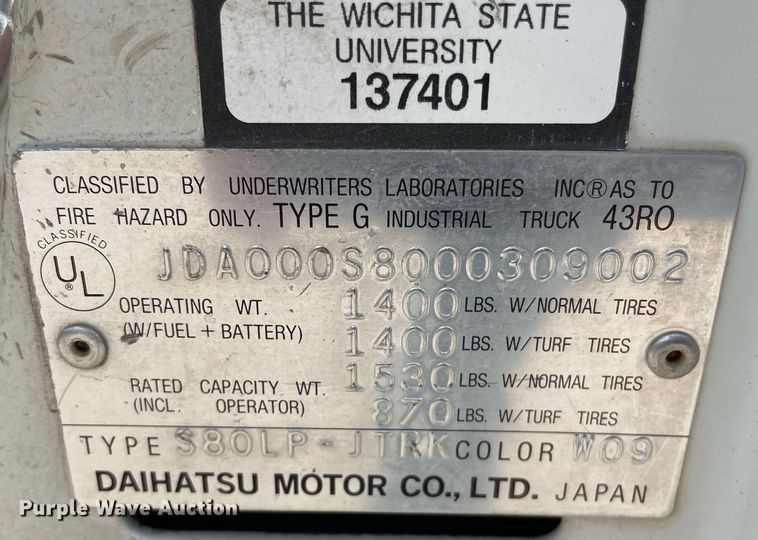 THE WICHITA STATE
UNIVERSITY
137401
CLASSIFIED BY UNDERWRITERS LABORATORIES INC® AS TO
FIRE HAZARD ONLY. TYPE G INDUSTRIAL TRUCK 43RO
CLASSIFIED
UL®
JDA000S8000309002
OPERATING WT. 1400 LBS. W/NORMAL TIRES
(W/FUEL + BATTERY) 1400 LBS. W/TURF TIRES
RATED CAPACITY WT. 1530 LBS. W/NORMAL TIRES
(INCL. OPERATOR) 870 LBS. W/TURF TIRES
TYPE S80LP-JTRK COLOR W09
DAIHATSU MOTOR CO., LTD. JAPAN
Purple Wave Auction